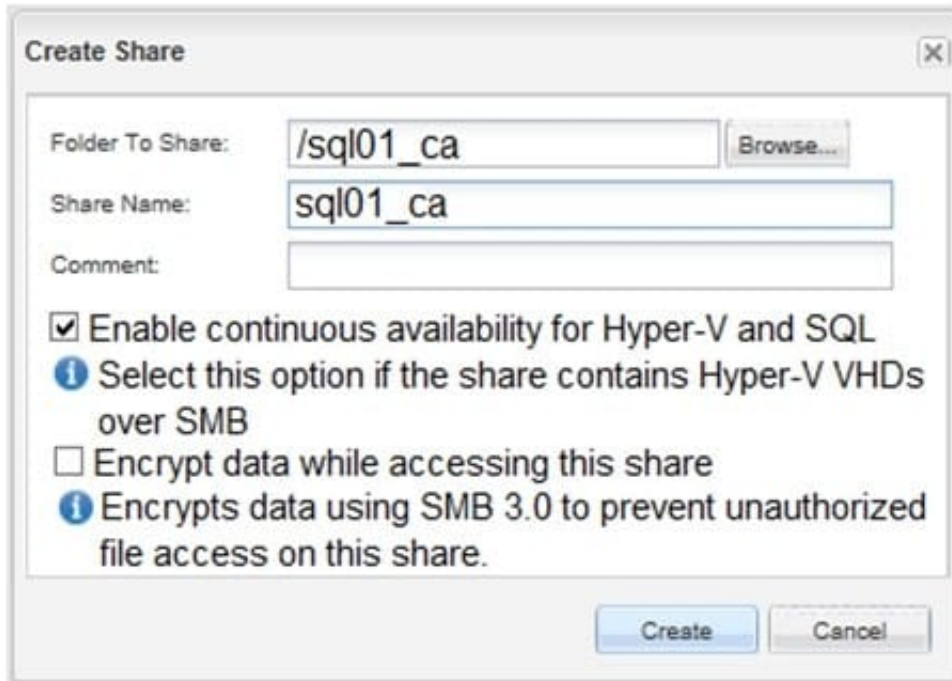 Create Share
Folder To Share: /sql01_ca Browse...
Share Name: sql01_ca
Comment:
Enable continuous availability for Hyper-V and SQL
Select this option if the share contains Hyper-V VHDs
over SMB
Encrypt data while accessing this share
Encrypts data using SMB 3.0 to prevent unauthorized
file access on this share.
Create Cancel